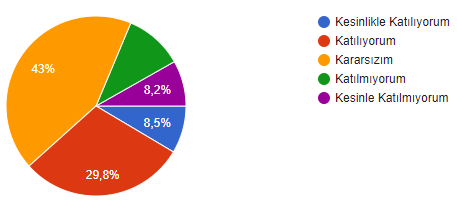 43%
8,2%
8,5%
29,8%
Kesinlikle Katılıyorum
Katılıyorum
Kararsızım
Katılmıyorum
Kesinle Katılmıyorum